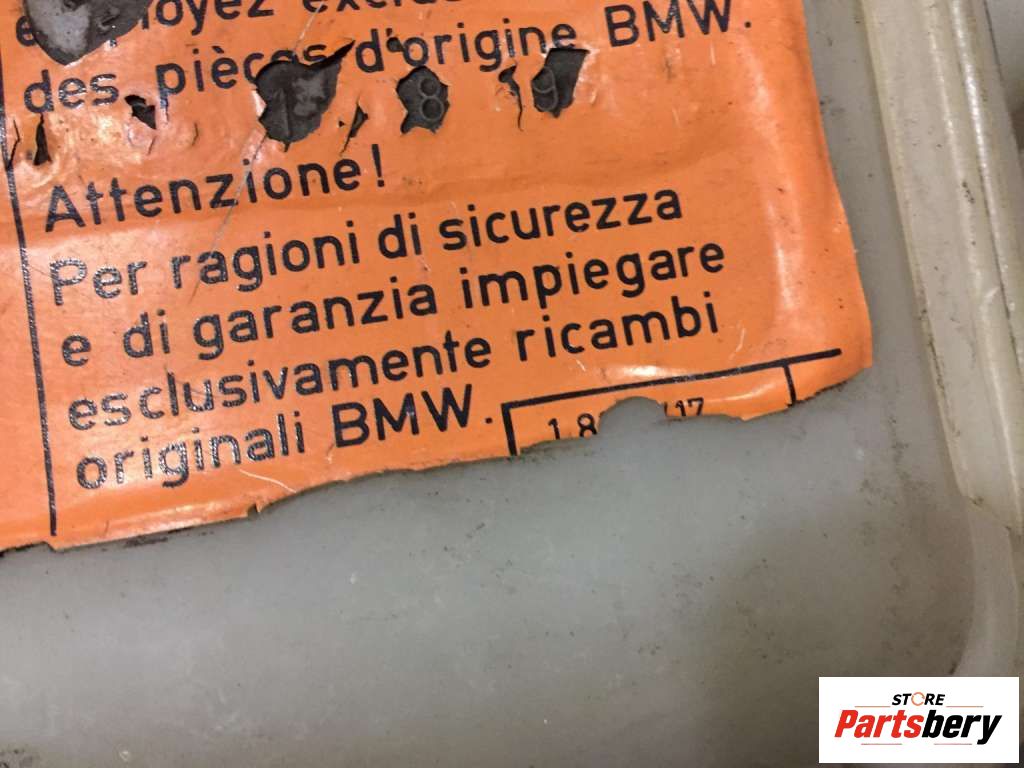 des pièces d'origine BMW.
Attenzione!
Per ragioni di sicurezza
e di garanzia impiegare
esclusivamente ricambi
originali BMW.
STORE
Partsbery